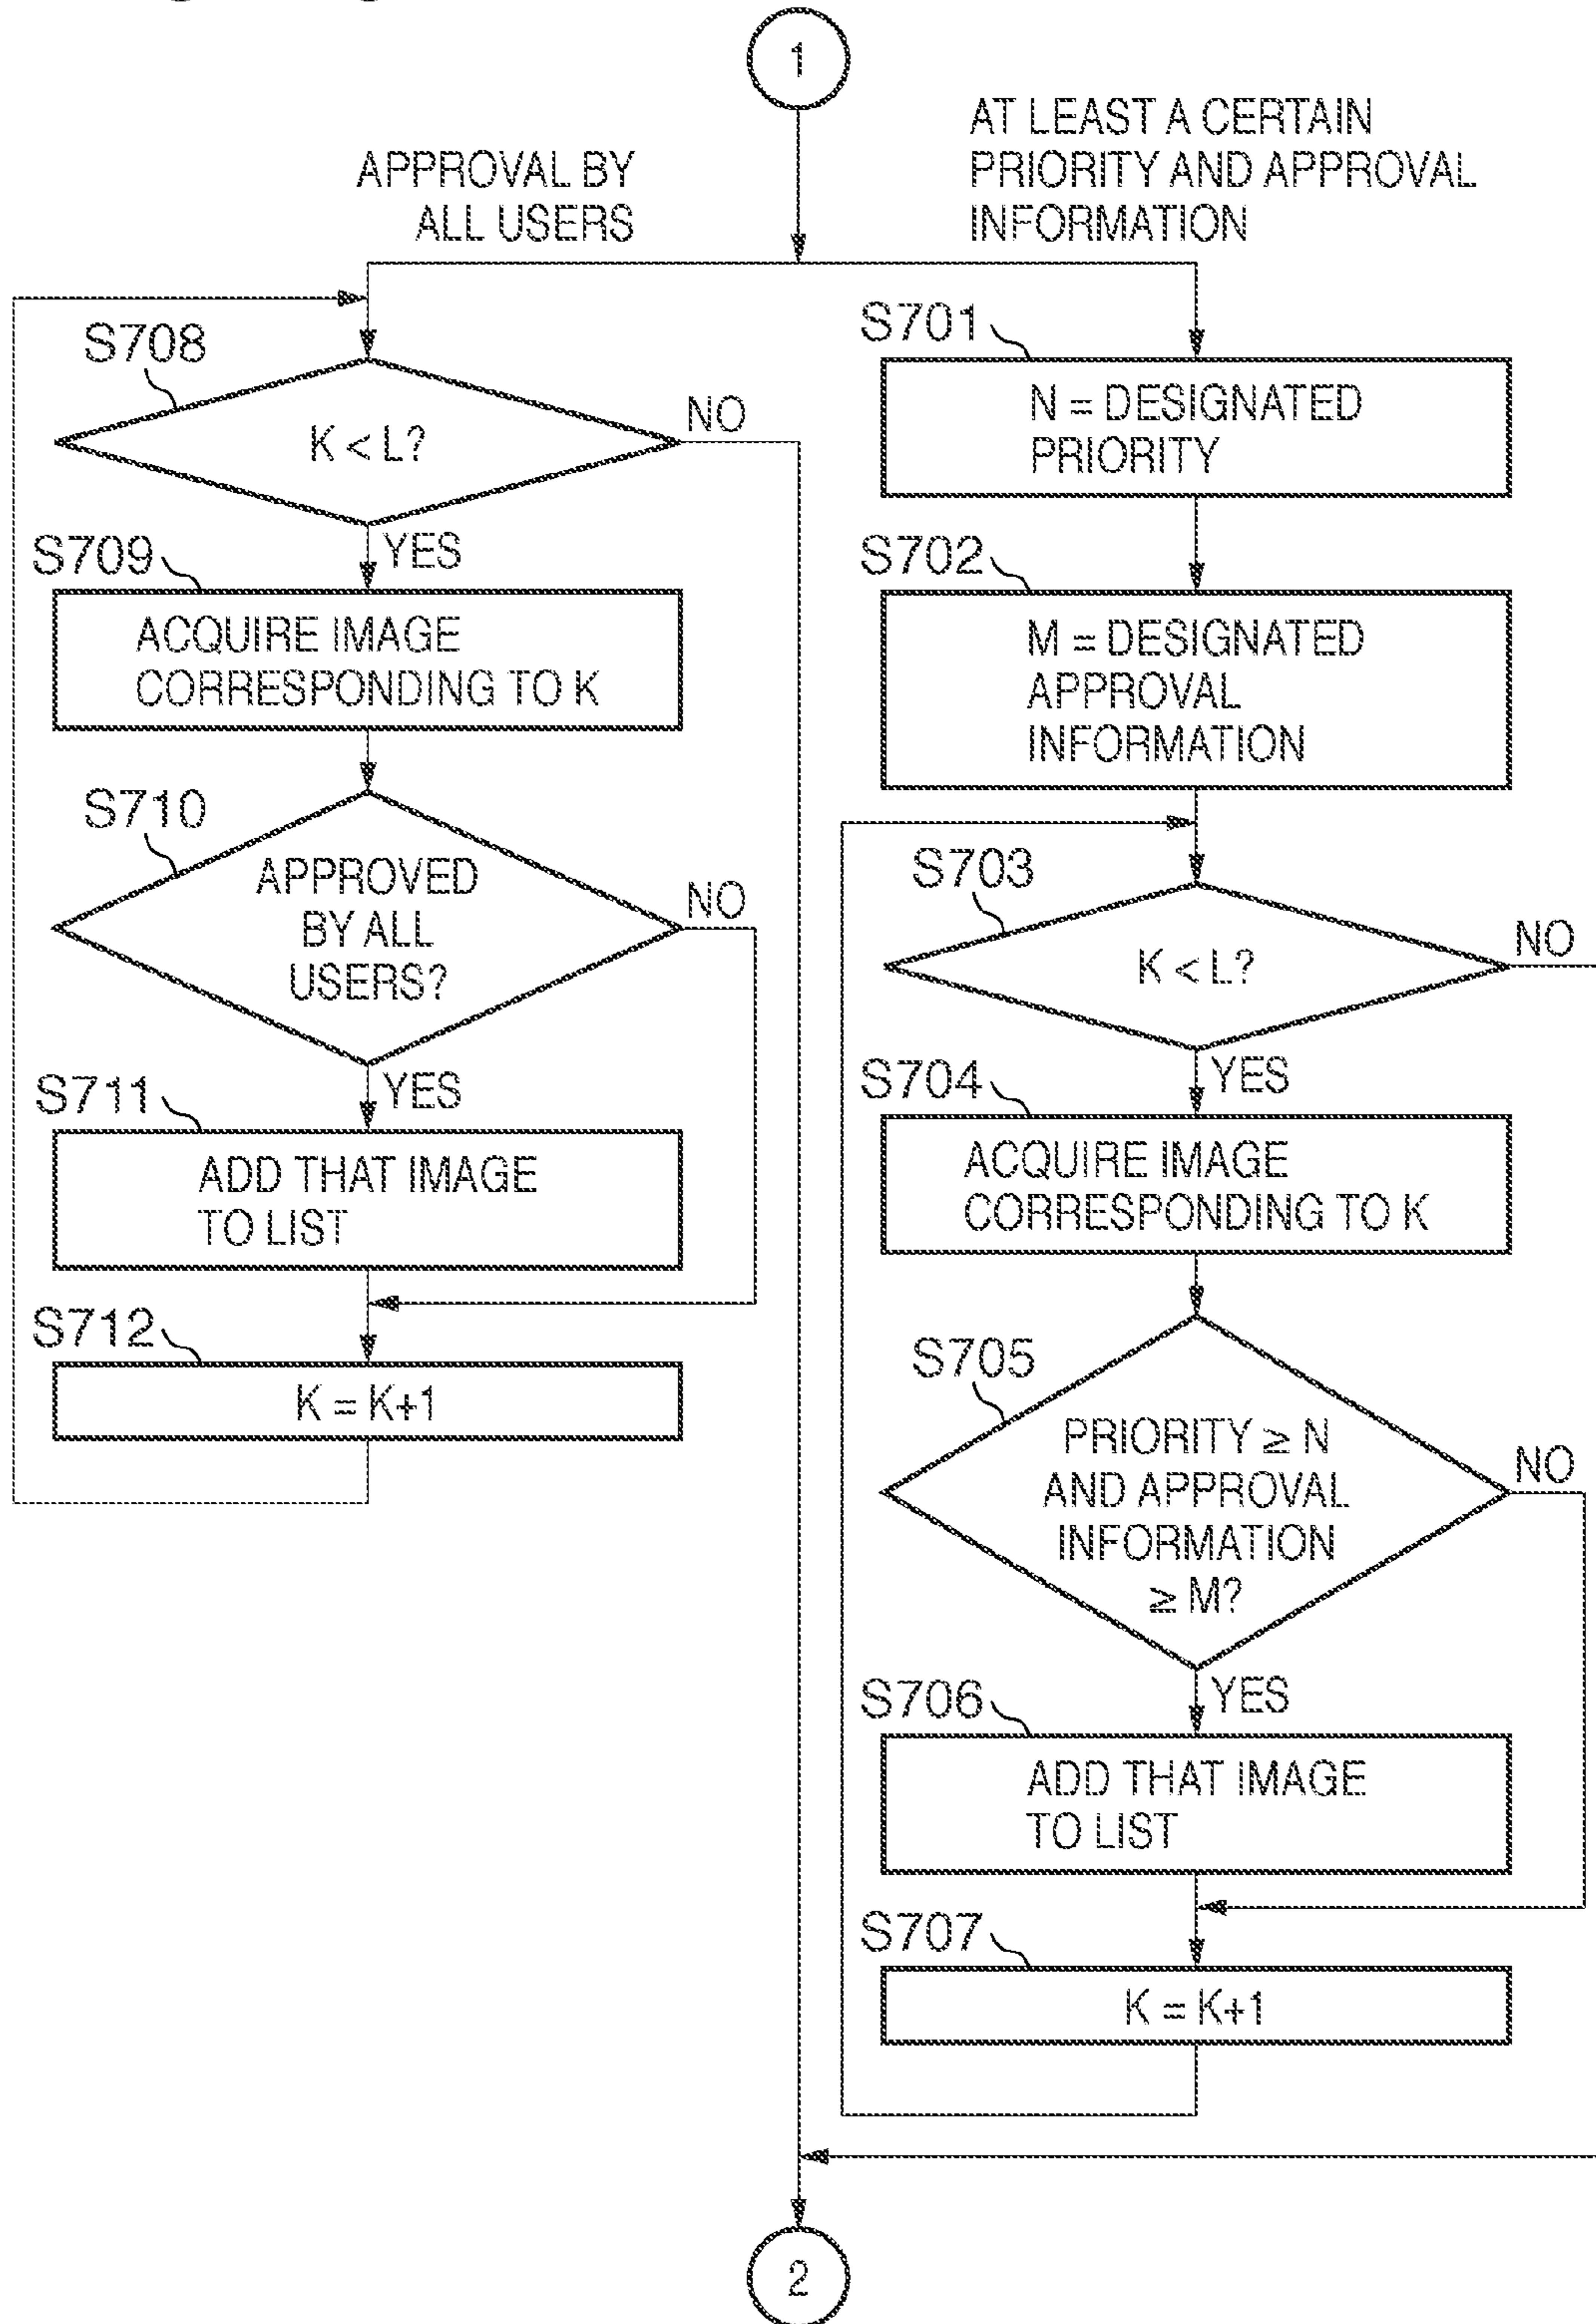 1
APPROVAL BY
ALL USERS
AT LEAST A CERTAIN
PRIORITY AND APPROVAL
INFORMATION
S708
K < L?
NO
YES
S709
ACQUIRE IMAGE
CORRESPONDING TO K
S710
APPROVED
BY ALL
USERS?
NO
YES
S711
ADD THAT IMAGE
TO LIST
S712
K = K+1
S701
N = DESIGNATED
PRIORITY
S702
M = DESIGNATED
APPROVAL
INFORMATION
S703
K < L?
NO
YES
S704
ACQUIRE IMAGE
CORRESPONDING TO K
S705
PRIORITY ≥ N
AND APPROVAL
INFORMATION
≥ M?
NO
YES
S706
ADD THAT IMAGE
TO LIST
S707
K = K+1
2